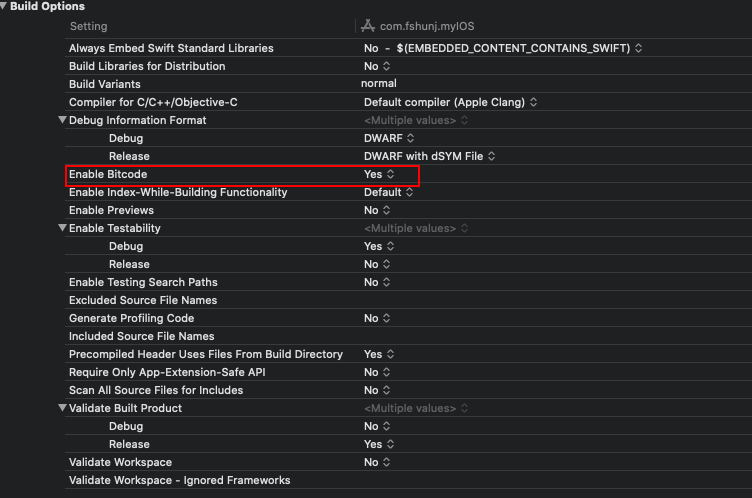 Build Options
Setting com.fshunj.myIOS
Always Embed Swift Standard Libraries No - $(EMBEDDED_CONTENT_CONTAINS_SWIFT)
Build Libraries for Distribution No
Build Variants normal
Compiler for C/C++/Objective-C Default compiler (Apple Clang)
Debug Information Format <Multiple values>
Debug DWARF
Release DWARF with dSYM File
Enable Bitcode Yes
Enable Index-While-Building Functionality Default
Enable Previews No
Enable Testability <Multiple values>
Debug Yes
Release No
Enable Testing Search Paths No
Excluded Source File Names
Generate Profiling Code No
Included Source File Names
Precompiled Header Uses Files From Build Directory Yes
Require Only App-Extension-Safe API No
Scan All Source Files for Includes No
Validate Built Product <Multiple values>
Debug No
Release Yes
Validate Workspace No
Validate Workspace - Ignored Frameworks